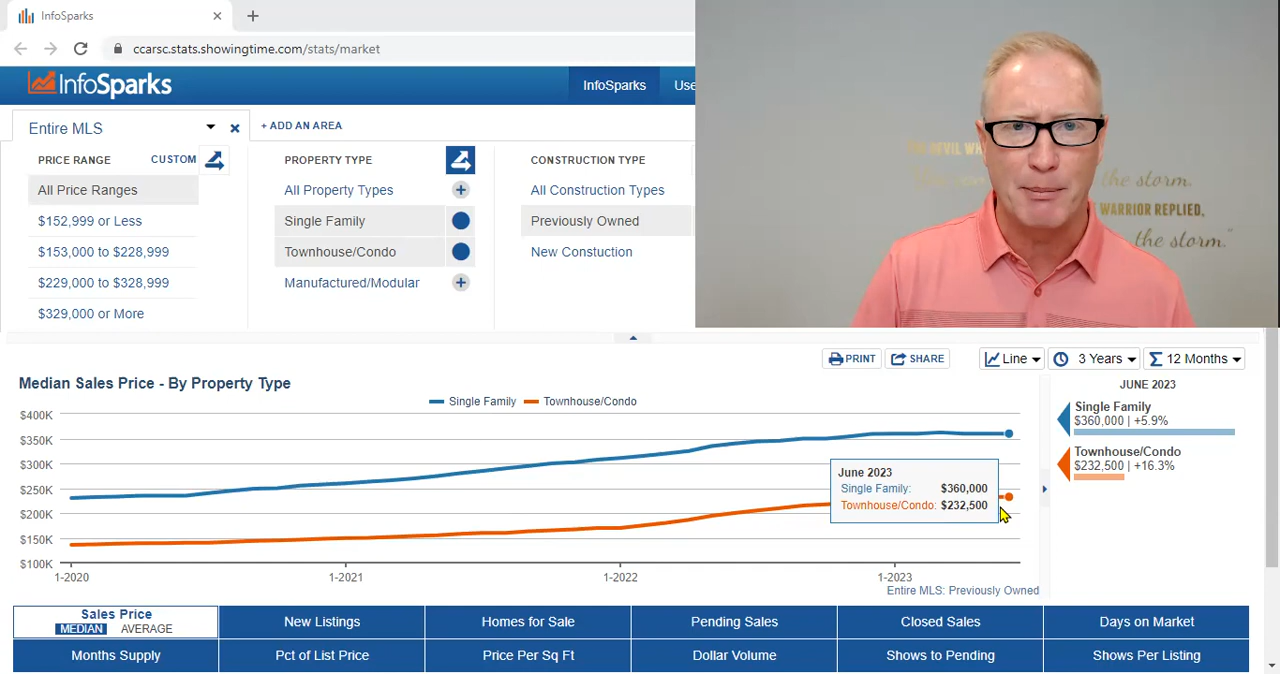 InfoSparks
ccarsc.stats.showingtime.com/stats/market
InfoSparks
InfoSparks
Use
Entire MLS
+ ADD AN AREA
PRICE RANGE
CUSTOM
All Price Ranges
$152,999 or Less
$153,000 to $228,999
$229,000 to $328,999
$329,000 or More
PROPERTY TYPE
All Property Types
Single Family
Townhouse/Condo
Manufactured/Modular
CONSTRUCTION TYPE
All Construction Types
Previously Owned
New Constuction
the storm.
WARRIOR REPLIED,
the storm."
PRINT
SHARE
Line
3 Years
12 Months
Median Sales Price - By Property Type
Single Family
Townhouse/Condo
$400K
$350K
$300K
$250K
$200K
$150K
$100K
1-2020
1-2021
1-2022
1-2023
June 2023
Single Family: $360,000
Townhouse/Condo: $232,500
Entire MLS: Previously Owned
JUNE 2023
Single Family
$360,000 | +5.9%
Townhouse/Condo
$232,500 | +16.3%
Sales Price
MEDIAN AVERAGE
New Listings
Homes for Sale
Pending Sales
Closed Sales
Days on Market
Months Supply
Pct of List Price
Price Per Sq Ft
Dollar Volume
Shows to Pending
Shows Per Listing